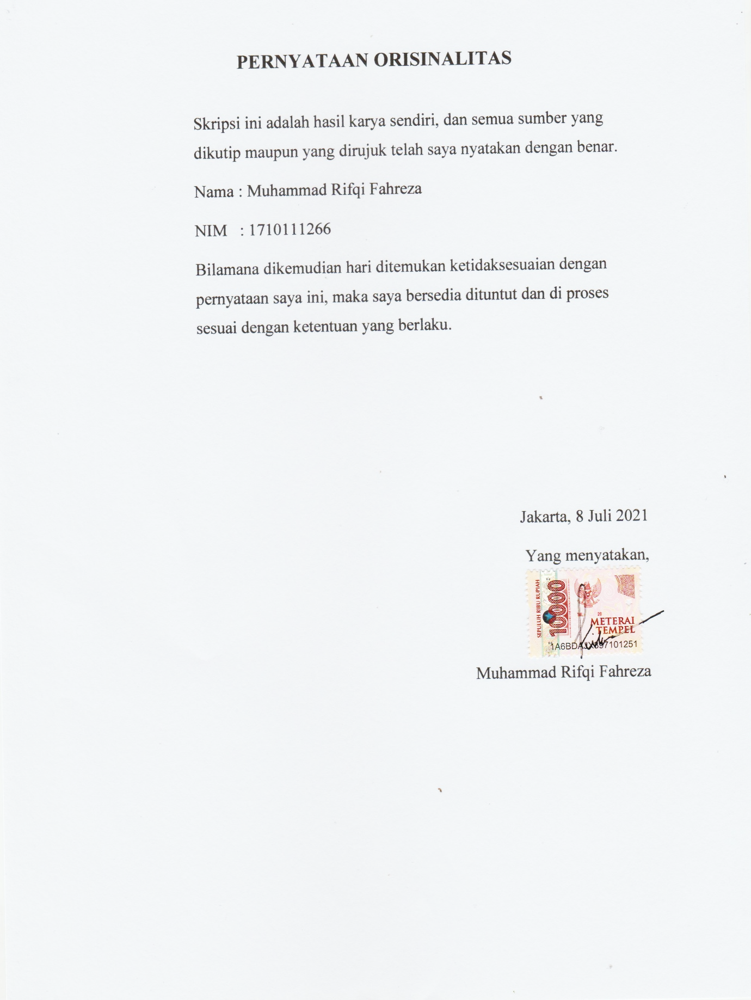 PERNYATAAN ORISINALITAS
Skripsi ini adalah hasil karya sendiri, dan semua sumber yang
dikutip maupun yang dirujuk telah saya nyatakan dengan benar.
Nama : Muhammad Rifqi Fahreza
NIM : 1710111266
Bilamana dikemudian hari ditemukan ketidaksesuaian dengan
pernyataan saya ini, maka saya bersedia dituntut dan di proses
sesuai dengan ketentuan yang berlaku.
Jakarta, 8 Juli 2021
Yang menyatakan,
SEPULUH RIBU RUPIAH
10000
TGL. 20
METERAI
TEMPEL
Muhammad Rifqi Fahreza